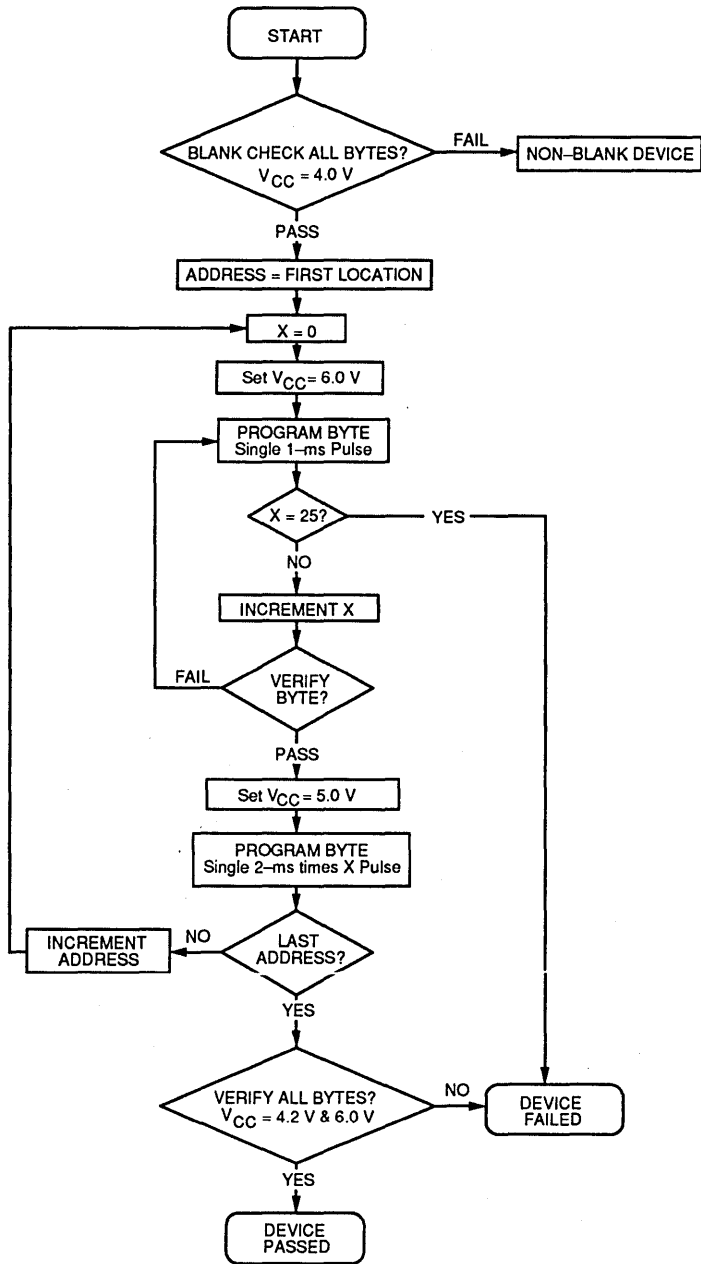 START
BLANK CHECK ALL BYTES?
VCC = 4.0 V
FAIL
NON–BLANK DEVICE
PASS
ADDRESS = FIRST LOCATION
X = 0
Set VCC = 6.0 V
PROGRAM BYTE
Single 1–ms Pulse
X = 25?
YES
NO
INCREMENT X
FAIL
VERIFY
BYTE?
PASS
Set VCC = 5.0 V
PROGRAM BYTE
Single 2–ms times X Pulse
INCREMENT
ADDRESS
NO
LAST
ADDRESS?
YES
VERIFY ALL BYTES?
VCC = 4.2 V & 6.0 V
NO
DEVICE
FAILED
YES
DEVICE
PASSED